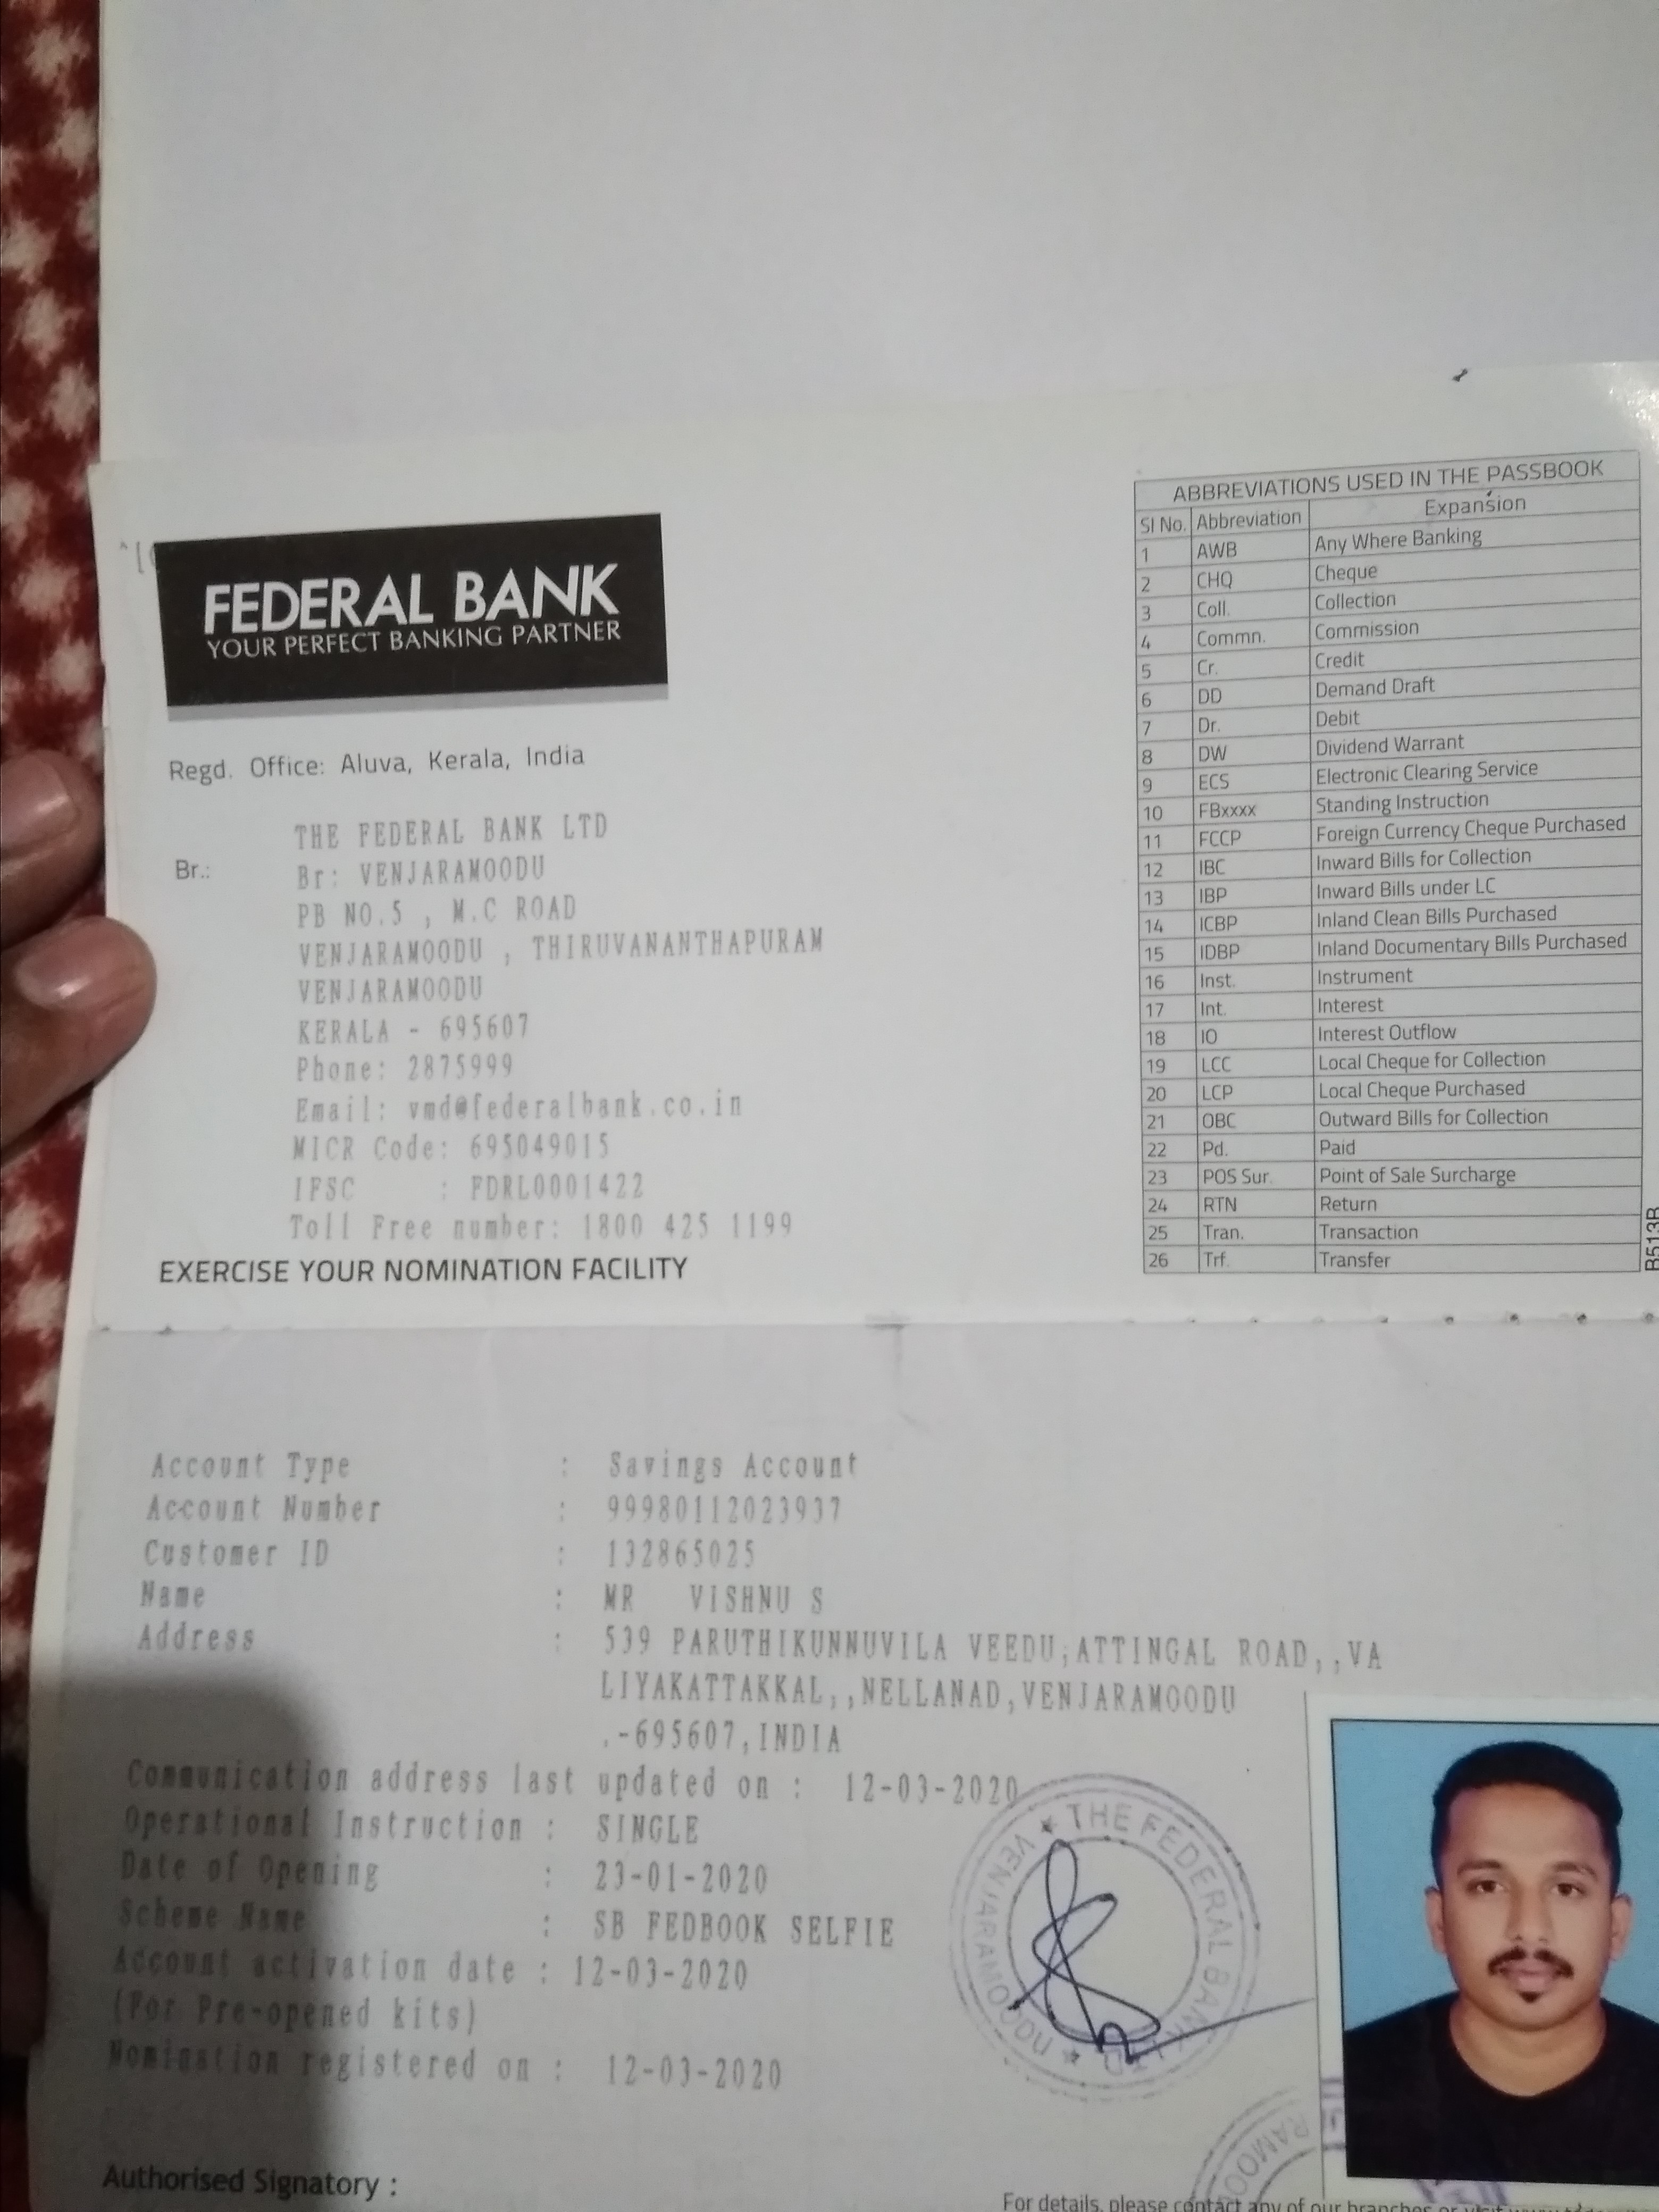 FEDERAL BANK
YOUR PERFECT BANKING PARTNER
Regd. Office: Aluva, Kerala, India
THE FEDERAL BANK LTD
Br.: Br: VENJARAMOODU
PB NO.5 , M.C ROAD
VENJARAMOODU , THIRUVANANTHAPURAM
VENJARAMOODU
KERALA - 695607
Phone: 2875999
Email: vmd@federalbank.co.in
MICR Code: 695049015
IFSC : FDRL0001422
Toll Free number: 1800 425 1199
EXERCISE YOUR NOMINATION FACILITY
ABBREVIATIONS USED IN THE PASSBOOK
Sl No. Abbreviation Expansion
1 AWB Any Where Banking
2 CHQ Cheque
3 Coll. Collection
4 Commn. Commission
5 Cr. Credit
6 DD Demand Draft
7 Dr. Debit
8 DW Dividend Warrant
9 ECS Electronic Clearing Service
10 FBxxxx Standing Instruction
11 FCCP Foreign Currency Cheque Purchased
12 IBC Inward Bills for Collection
13 IBP Inward Bills under LC
14 ICBP Inland Clean Bills Purchased
15 IDBP Inland Documentary Bills Purchased
16 Inst. Instrument
17 Int. Interest
18 IO Interest Outflow
19 LCC Local Cheque for Collection
20 LCP Local Cheque Purchased
21 OBC Outward Bills for Collection
22 Pd. Paid
23 POS Sur. Point of Sale Surcharge
24 RTN Return
25 Tran. Transaction
26 Trf. Transfer
B513B
Account Type : Savings Account
Account Number : 99980112023937
Customer ID : 132865025
Name : MR VISHNU S
Address : 539 PARUTHIKUNNUVILA VEEDU;ATTINGAL ROAD,,VA
LIYAKATTAKKAL,,NELLANAD,VENJARAMOODU
.-695607,INDIA
Communication address last updated on : 12-03-2020
Operational Instruction : SINGLE
Date of Opening : 23-01-2020
Scheme Name : SB FEDBOOK SELFIE
Account activation date : 12-03-2020
(For Pre-opened kits)
Nomination registered on : 12-03-2020
THE FEDERAL BANK LTD
VENJARAMOODU
RAMOO
Authorised Signatory :
For details, please contact any of our branches or visit